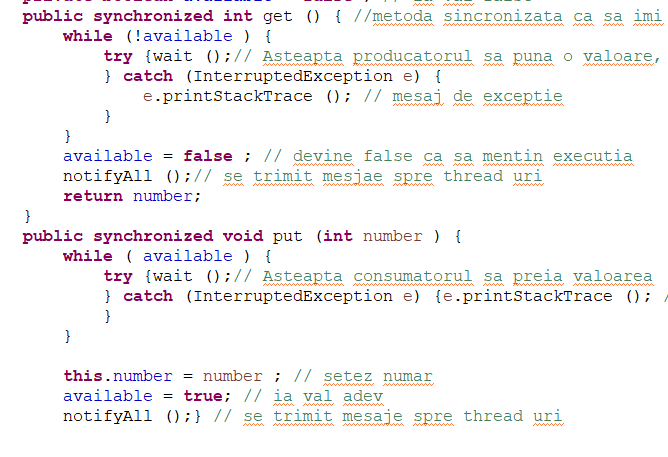 public synchronized int get () { //metoda sincronizata ca sa imi
while (!available ) {
try {wait ();// Asteapta producatorul sa puna o valoare,
} catch (InterruptedException e) {
e.printStackTrace (); // mesaj de exceptie
}
}
available = false ; // devine false ca sa mentin executia
notifyAll ();// se trimit mesjae spre thread uri
return number;
}
public synchronized void put (int number ) {
while ( available ) {
try {wait ();// Asteapta consumatorul sa preia valoarea
} catch (InterruptedException e) {e.printStackTrace (); /
}
}
this.number = number ; // setez numar
available = true; // ia val adev
notifyAll ();} // se trimit mesaje spre thread uri